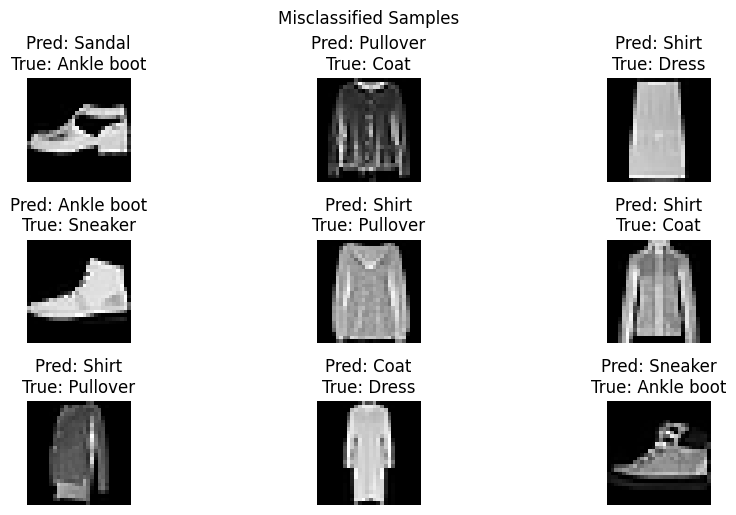 Misclassified Samples
Pred: Sandal
True: Ankle boot
Pred: Pullover
True: Coat
Pred: Shirt
True: Dress
Pred: Ankle boot
True: Sneaker
Pred: Shirt
True: Pullover
Pred: Shirt
True: Coat
Pred: Shirt
True: Pullover
Pred: Coat
True: Dress
Pred: Sneaker
True: Ankle boot